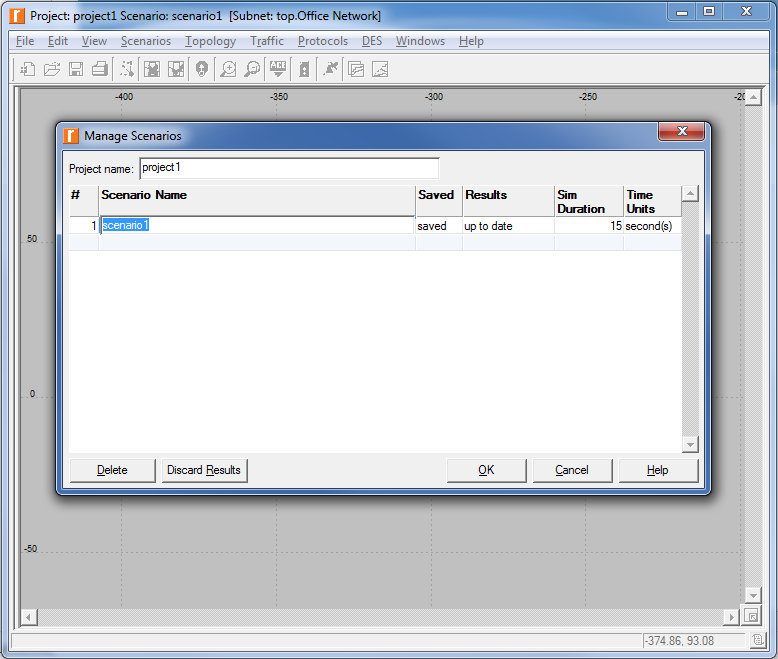 Project: project1 Scenario: scenario1 [Subnet: top.Office Network]
File Edit View Scenarios Topology Traffic Protocols DES Windows Help
-400 -350 -300 -250 -20
Manage Scenarios
Project name: project1
# Scenario Name Saved Results Sim Duration Time Units
1 scenario1 saved up to date 15 second(s)
50
0
Delete Discard Results OK Cancel Help
-50
-374.86, 93.08